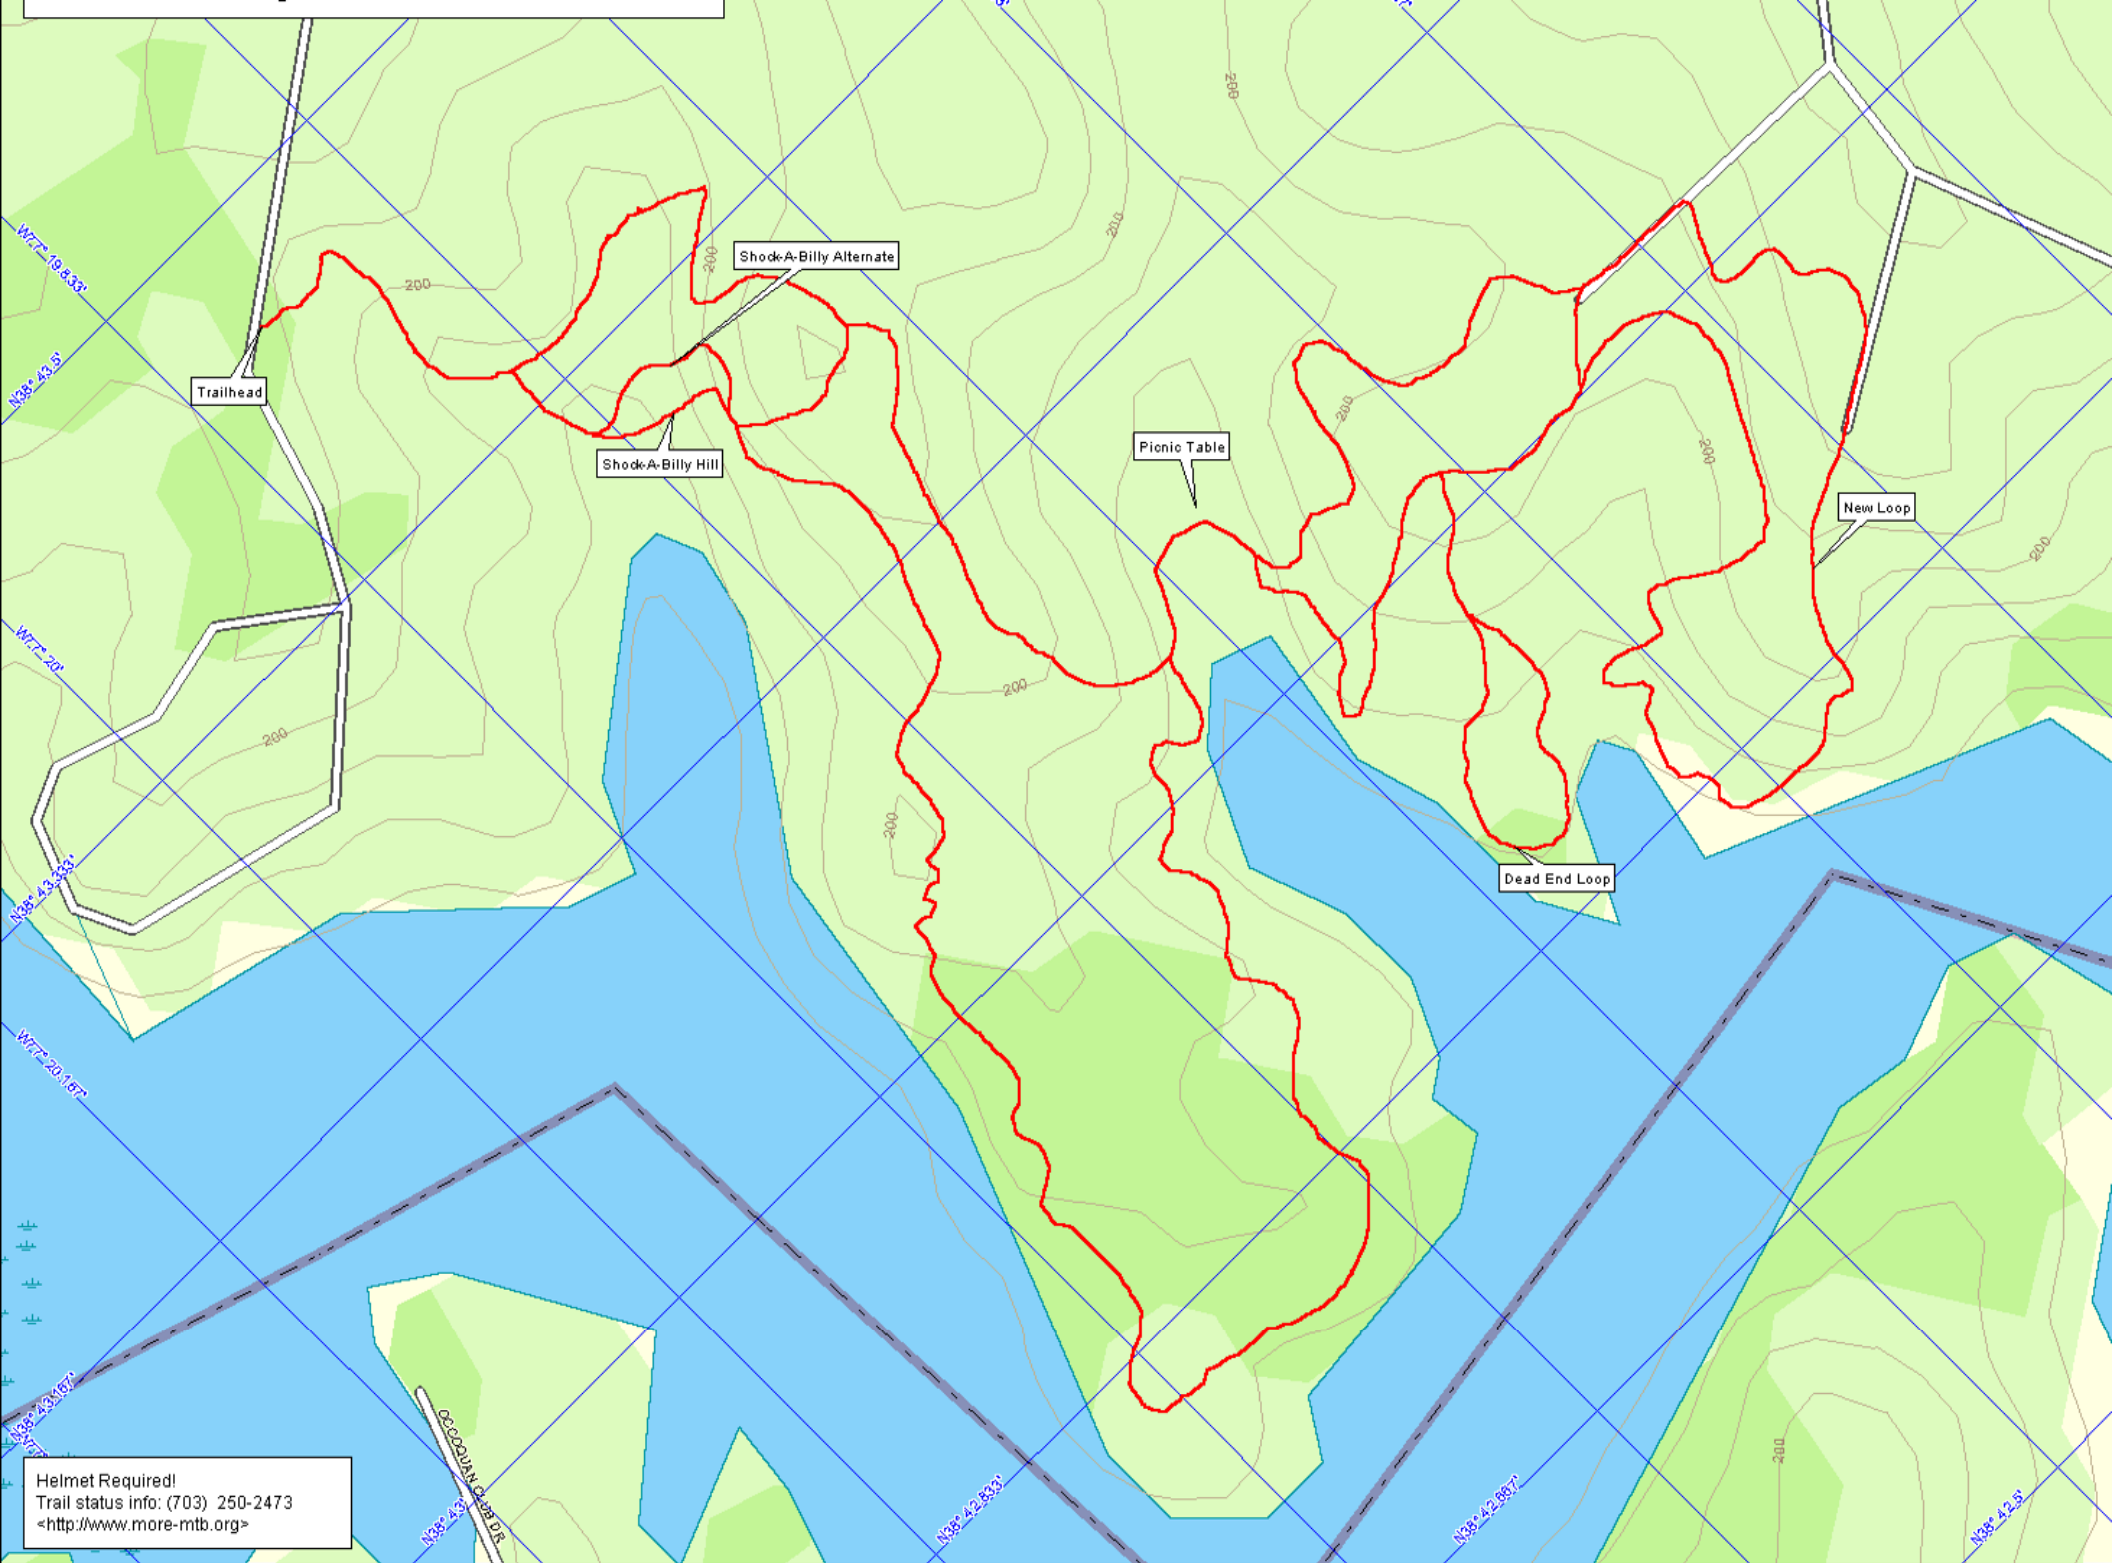 200
200
200
Shock-A-Billy Alternate
200
200
W77° 19.833'
N38° 43.5'
Trailhead
200
Picnic Table
200
Shock-A-Billy Hill
New Loop
200
W77° 20'
200
200
200
Dead End Loop
N38° 43.333'
W77° 20.167'
N38° 43.167'
200
OCCOQUAN CLUB DR
N38° 43'
N38° 42.833'
N38° 42.667'
N38° 42.5'
Helmet Required!
Trail status info: (703) 250-2473
<http://www.more-mtb.org>